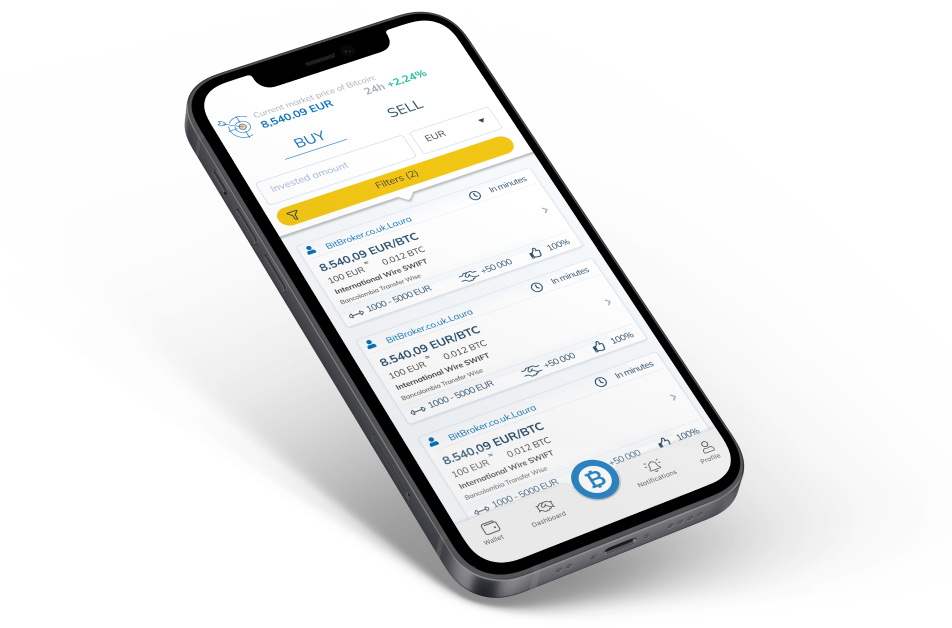 Current market price of Bitcoin:
8,540.09 EUR
24h +2,24%
BUY
SELL
Invested amount
EUR
Filters (2)
BitBroker.co.uk.Laura
In minutes
8.540,09 EUR/BTC
100 EUR ≈ 0.012 BTC
International Wire SWIFT
Bancolombia Transfer Wise
1000 - 5000 EUR
+50 000
100%
BitBroker.co.uk.Laura
In minutes
8.540,09 EUR/BTC
100 EUR ≈ 0.012 BTC
International Wire SWIFT
Bancolombia Transfer Wise
1000 - 5000 EUR
+50 000
100%
BitBroker.co.uk.Laura
In minutes
8.540,09 EUR/BTC
100 EUR ≈ 0.012 BTC
International Wire SWIFT
Bancolombia Transfer Wise
1000 - 5000 EUR
+50 000
100%
Wallet
Dashboard
Notifications
Profile